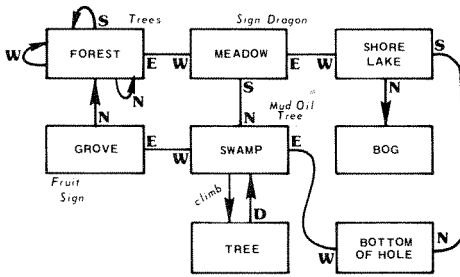 Trees
Sign Dragon
S
W
FOREST
E
W
MEADOW
E
W
SHORE
LAKE
S
N
S
N
N
N
Mud Oil
Tree
GROVE
E
W
SWAMP
E
BOG
Fruit
Sign
climb
D
TREE
W
BOTTOM
OF HOLE
N